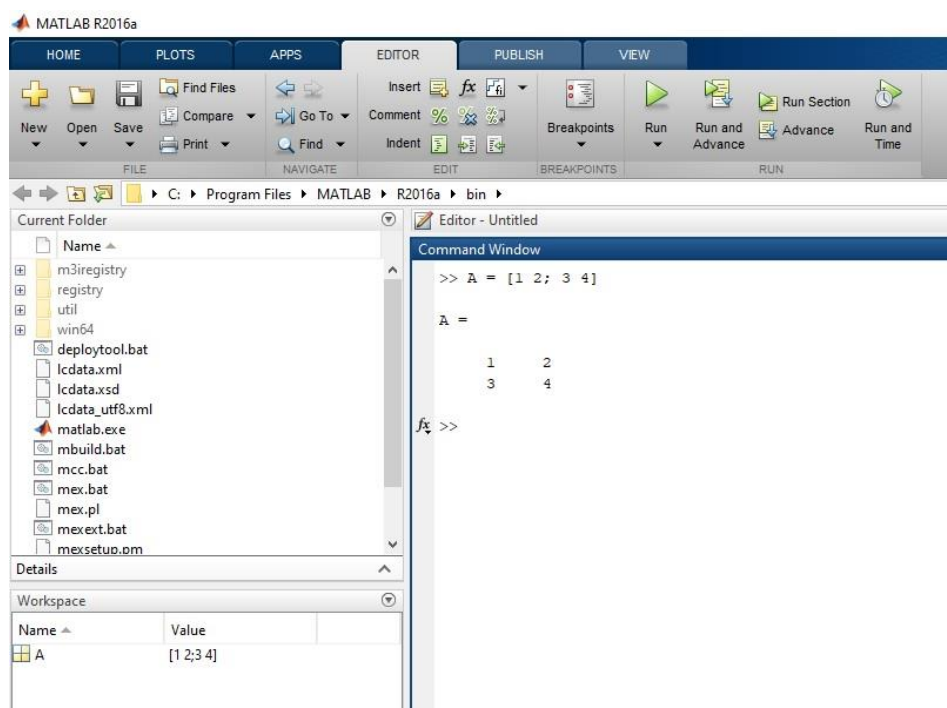 MATLAB R2016a
HOME PLOTS APPS EDITOR PUBLISH VIEW
New Open Save
Find Files
Compare
Print
FILE
Go To
Find
NAVIGATE
Insert fx
Comment %
Indent
EDIT
Breakpoints
BREAKPOINTS
Run
Run and Advance
Run Section
Advance
Run and Time
RUN
C: Program Files MATLAB R2016a bin
Current Folder
Name
m3iregistry
registry
util
win64
deploytool.bat
lcdata.xml
lcdata.xsd
lcdata_utf8.xml
matlab.exe
mbuild.bat
mcc.bat
mex.bat
mex.pl
mexext.bat
mexsetup.pm
Details
Workspace
Name Value
A [1 2;3 4]
Editor - Untitled
Command Window
>> A = [1 2; 3 4]
A =
1 2
3 4
fx >>